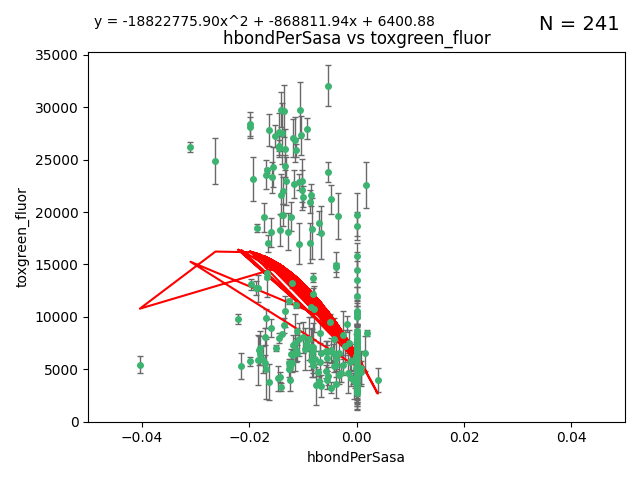 y = -18822775.90x^2 + -868811.94x + 6400.88
N = 241
hbondPerSasa vs toxgreen_fluor
toxgreen_fluor
35000
30000
25000
20000
15000
10000
5000
0
−0.04
−0.02
0.00
0.02
0.04
hbondPerSasa